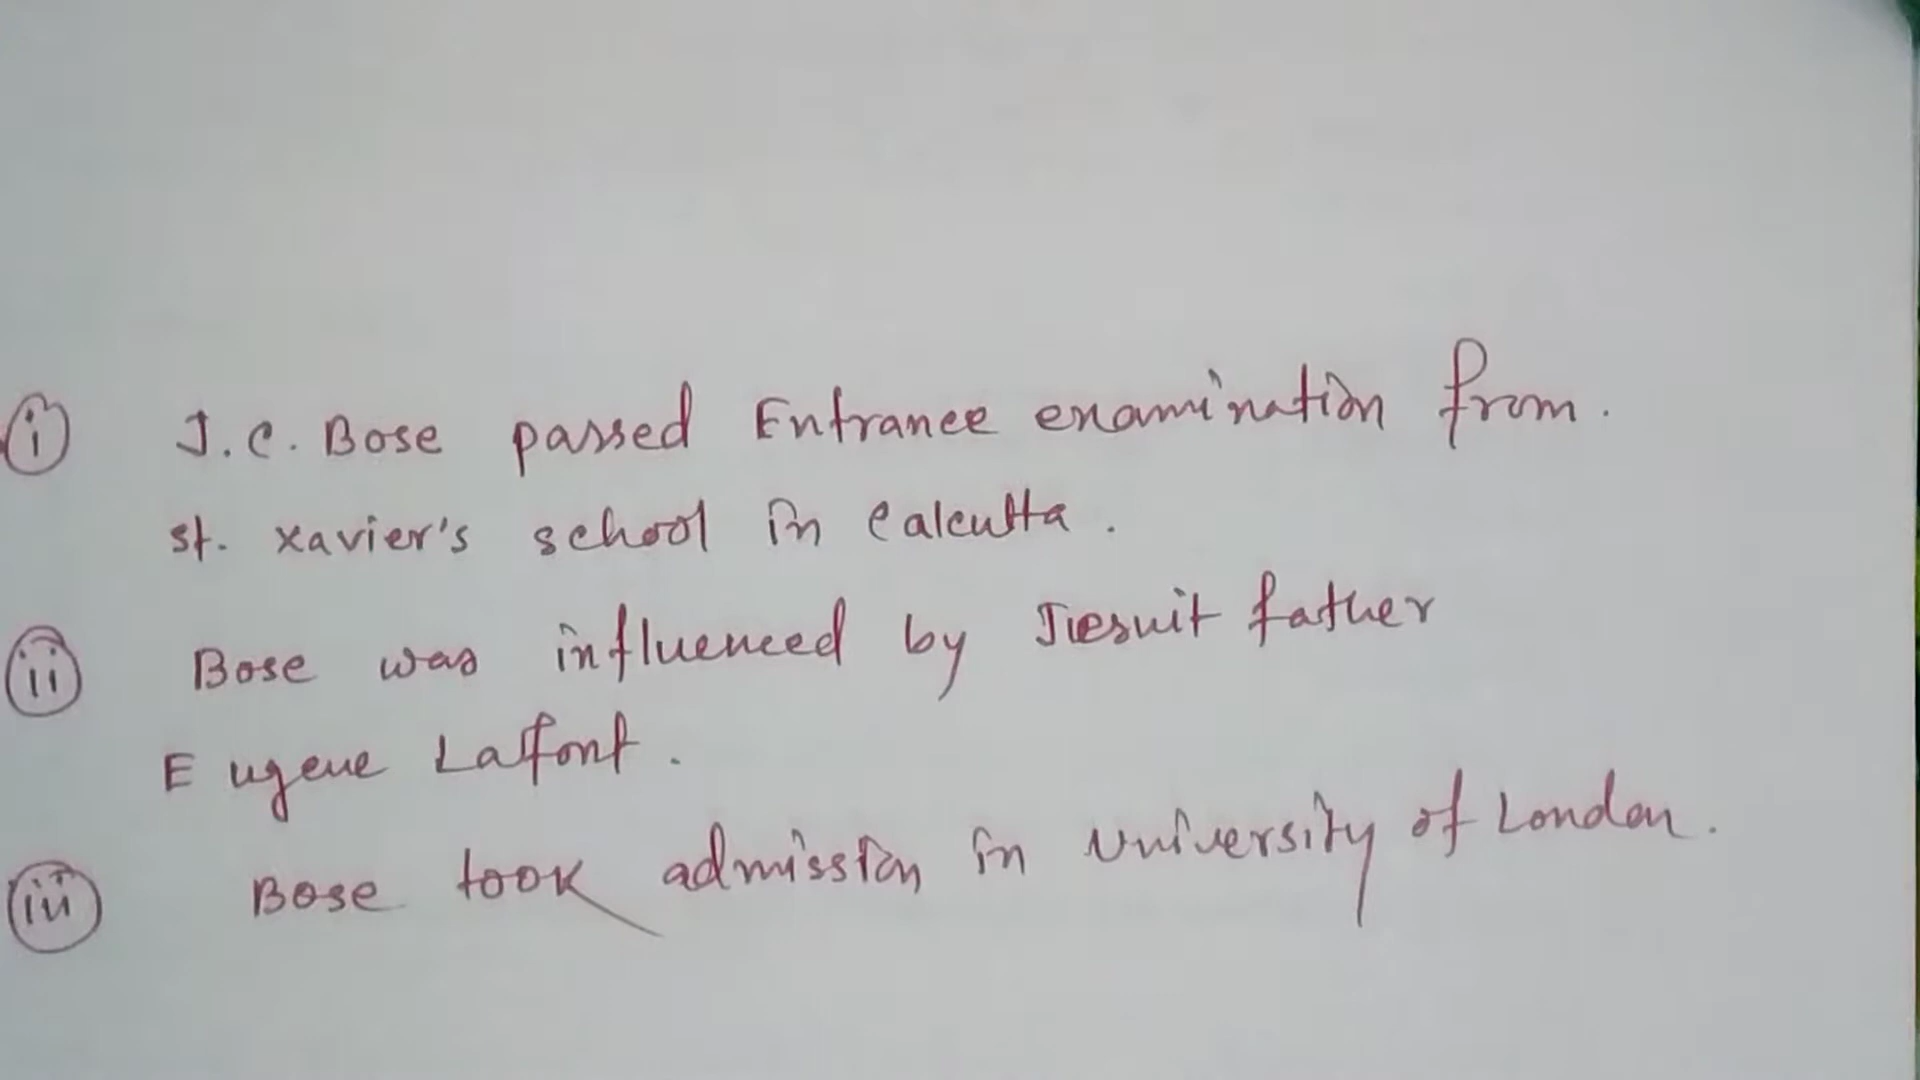 (i) J.C. Bose passed Entrance examination from.
st. Xavier's school in Calcutta.
(ii) Bose was influenced by Jesuit father
Eugene Laffont.
(iii) Bose took admission in University of London.